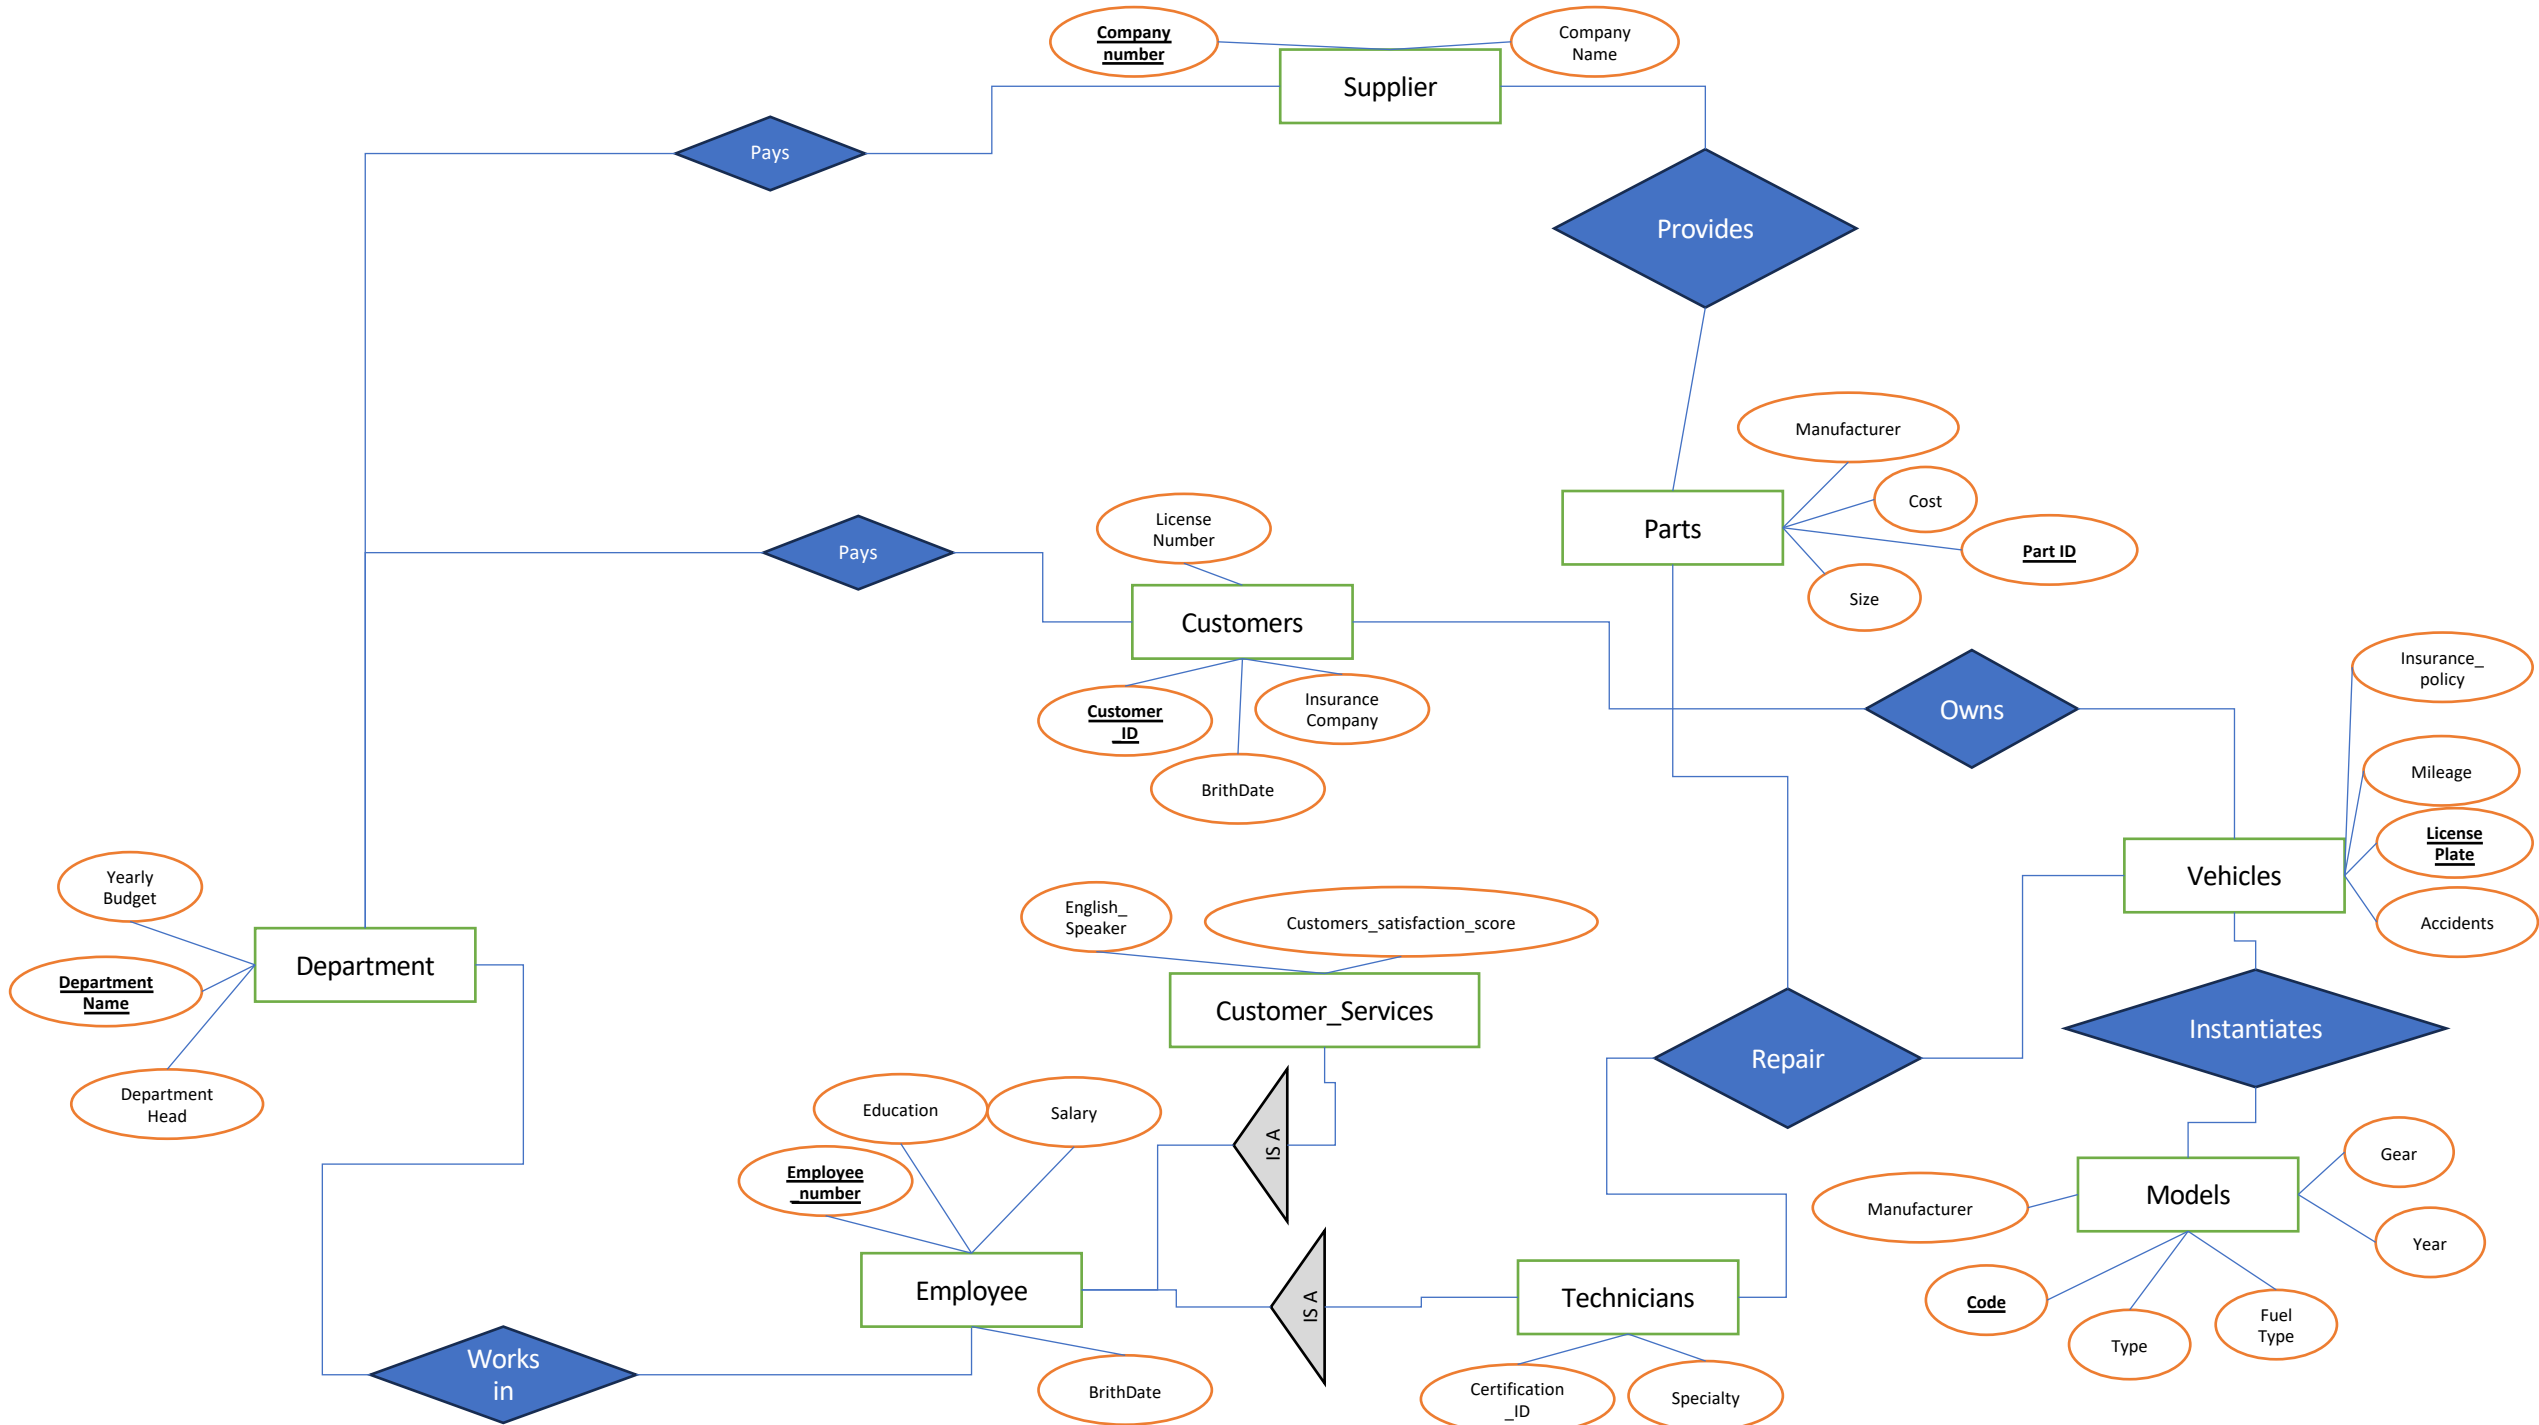 Company
number
Company
Name
Supplier
Pays
Provides
Manufacturer
Cost
Part ID
Size
Parts
License
Number
Pays
Customers
Customer
_ID
Insurance
Company
BrithDate
Owns
Insurance_
policy
Mileage
License
Plate
Accidents
Vehicles
Yearly
Budget
Department
Name
Department
Head
Department
English_
Speaker
Customers_satisfaction_score
Customer_Services
Instantiates
Repair
Education
Salary
Employee
_number
IS A
Employee
IS A
Technicians
Manufacturer
Models
Gear
Year
Code
Type
Fuel
Type
Works
in
BrithDate
Certification
_ID
Specialty